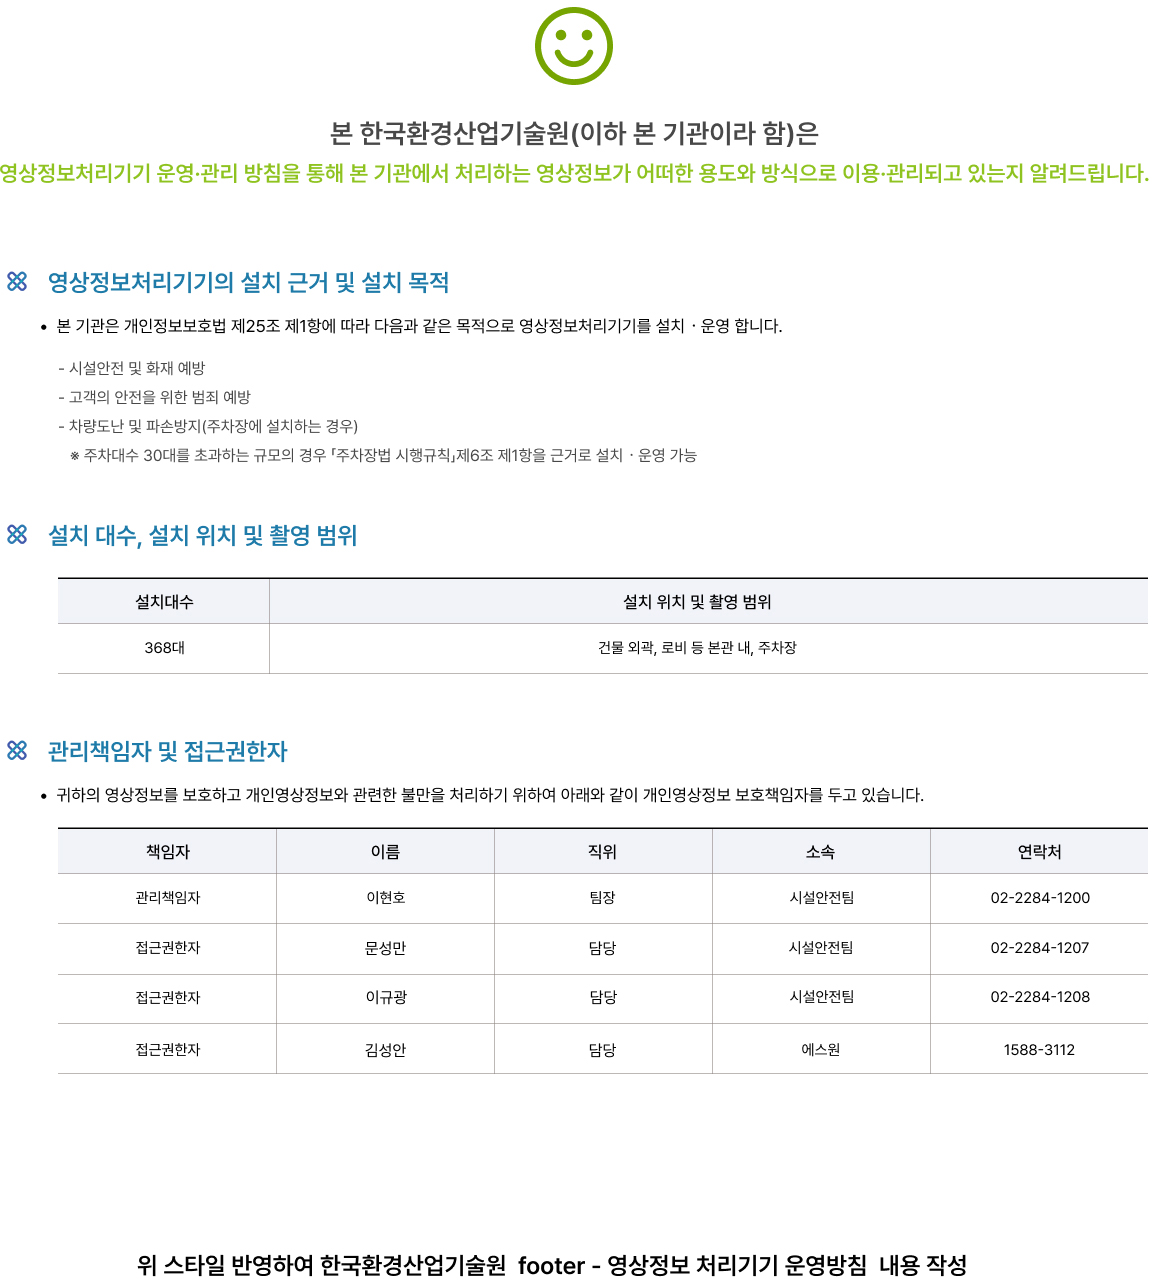 본 한국환경산업기술원(이하 본 기관이라 함)은
영상정보처리기기 운영·관리 방침을 통해 본 기관에서 처리하는 영상정보가 어떠한 용도와 방식으로 이용·관리되고 있는지 알려드립니다.
영상정보처리기기의 설치 근거 및 설치 목적
• 본 기관은 개인정보보호법 제25조 제1항에 따라 다음과 같은 목적으로 영상정보처리기기를 설치ㆍ운영 합니다.
- 시설안전 및 화재 예방
- 고객의 안전을 위한 범죄 예방
- 차량도난 및 파손방지(주차장에 설치하는 경우)
※ 주차대수 30대를 초과하는 규모의 경우 「주차장법 시행규칙」제6조 제1항을 근거로 설치ㆍ운영 가능
설치 대수, 설치 위치 및 촬영 범위
설치대수 설치 위치 및 촬영 범위
368대 건물 외곽, 로비 등 본관 내, 주차장
관리책임자 및 접근권한자
• 귀하의 영상정보를 보호하고 개인영상정보와 관련한 불만을 처리하기 위하여 아래와 같이 개인영상정보 보호책임자를 두고 있습니다.
책임자 이름 직위 소속 연락처
관리책임자 이현호 팀장 시설안전팀 02-2284-1200
접근권한자 문성만 담당 시설안전팀 02-2284-1207
접근권한자 이규광 담당 시설안전팀 02-2284-1208
접근권한자 김성안 담당 에스원 1588-3112
위 스타일 반영하여 한국환경산업기술원 footer - 영상정보 처리기기 운영방침 내용 작성